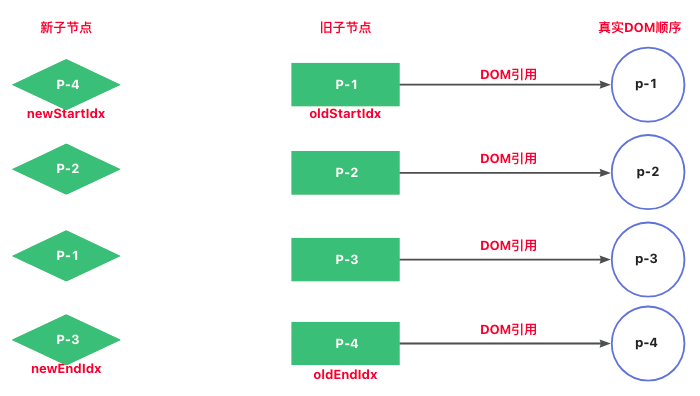 新子节点 旧子节点 真实DOM顺序
P-4 P-1 DOM引用 p-1
newStartIdx oldStartIdx
P-2 P-2 DOM引用 p-2
P-1 P-3 DOM引用 p-3
P-3 P-4 DOM引用 p-4
newEndIdx oldEndIdx